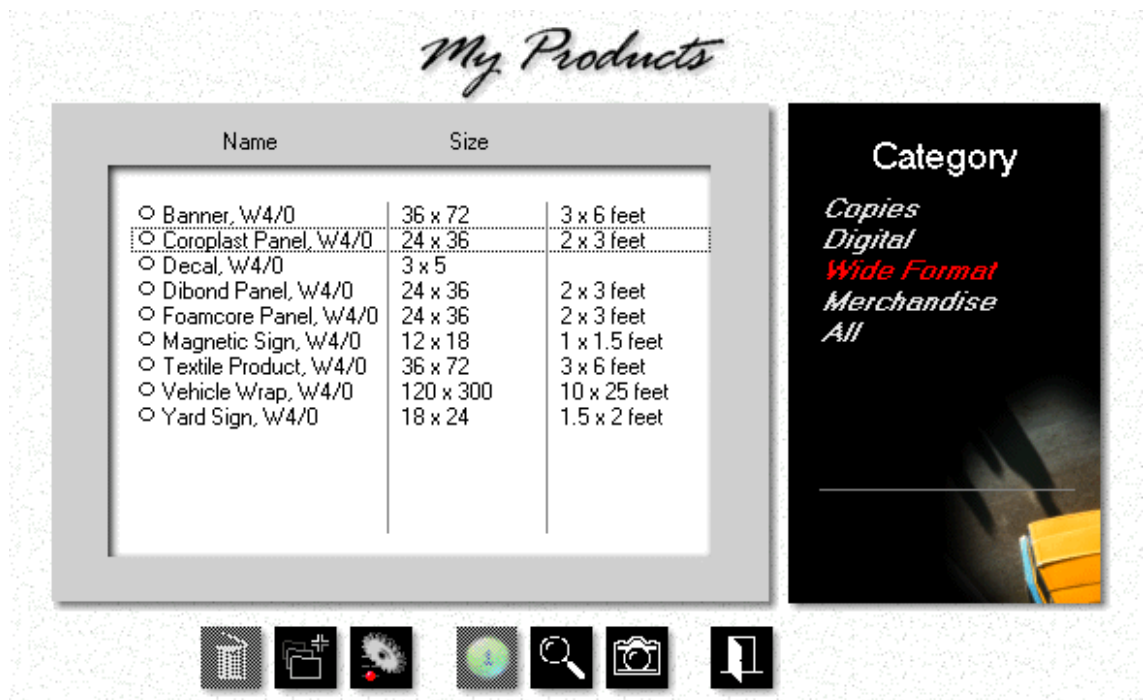 My Products
Name Size
Banner, W4/0 36 x 72 3 x 6 feet
Coroplast Panel, W4/0 24 x 36 2 x 3 feet
Decal, W4/0 3 x 5
Dibond Panel, W4/0 24 x 36 2 x 3 feet
Foamcore Panel, W4/0 24 x 36 2 x 3 feet
Magnetic Sign, W4/0 12 x 18 1 x 1.5 feet
Textile Product, W4/0 36 x 72 3 x 6 feet
Vehicle Wrap, W4/0 120 x 300 10 x 25 feet
Yard Sign, W4/0 18 x 24 1.5 x 2 feet
Category
Copies
Digital
Wide Format
Merchandise
All